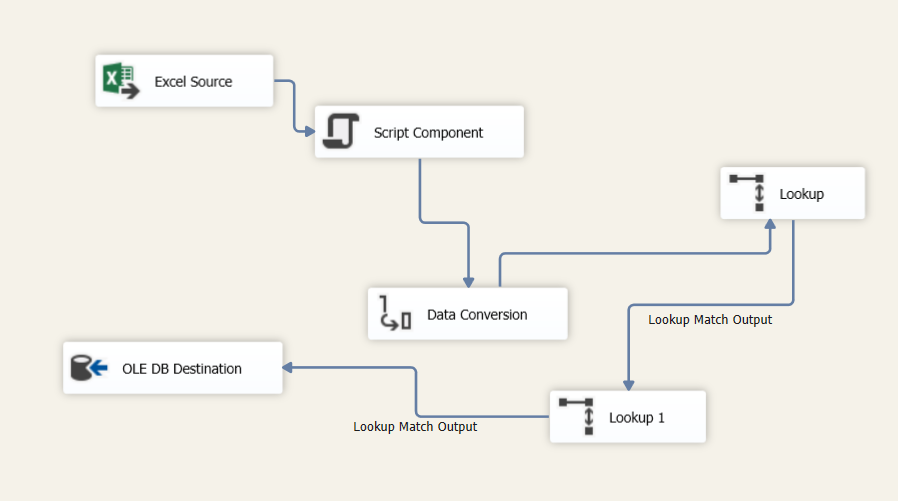 Excel Source
Script Component
Lookup
Data Conversion
Lookup Match Output
OLE DB Destination
Lookup 1
Lookup Match Output